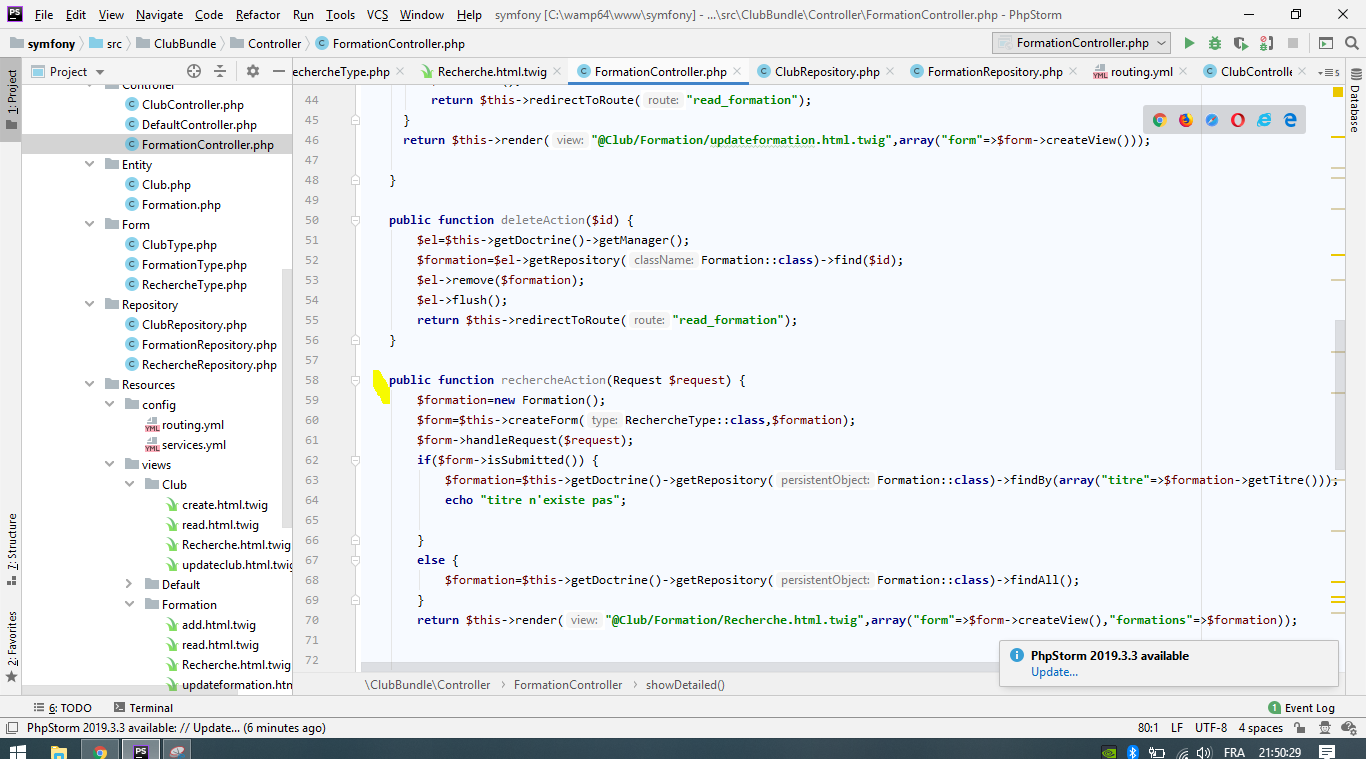 File Edit View Navigate Code Refactor Run Tools VCS Window Help symfony [C:\wamp64\www\symfony] - ...\src\ClubBundle\Controller\FormationController.php - PhpStorm
symfony src ClubBundle Controller FormationController.php FormationController.php
1: Project
Project
echercheType.php Recherche.html.twig FormationController.php ClubRepository.php FormationRepository.php routing.yml ClubControlle
Database
Controller
ClubController.php
DefaultController.php
FormationController.php
Entity
Club.php
Formation.php
Form
ClubType.php
FormationType.php
RechercheType.php
Repository
ClubRepository.php
FormationRepository.php
RechercheRepository.php
Resources
config
routing.yml
services.yml
views
Club
create.html.twig
read.html.twig
Recherche.html.twig
updateclub.html.twig
Default
Formation
add.html.twig
read.html.twig
Recherche.html.twig
updateformation.htn
44 return $this->redirectToRoute( route: "read_formation");
45 }
46 return $this->render( view: "@Club/Formation/updateformation.html.twig",array("form"=>$form->createView()));
47
48 }
49
50 public function deleteAction($id) {
51 $el=$this->getDoctrine()->getManager();
52 $formation=$el->getRepository( className: Formation::class)->find($id);
53 $el->remove($formation);
54 $el->flush();
55 return $this->redirectToRoute( route: "read_formation");
56 }
57
58 public function rechercheAction(Request $request) {
59 $formation=new Formation();
60 $form=$this->createForm( type: RechercheType::class,$formation);
61 $form->handleRequest($request);
62 if($form->isSubmitted()) {
63 $formation=$this->getDoctrine()->getRepository( persistentObject: Formation::class)->findBy(array("titre"=>$formation->getTitre()));
64 echo "titre n'existe pas";
65
66 }
67 else {
68 $formation=$this->getDoctrine()->getRepository( persistentObject: Formation::class)->findAll();
69 }
70 return $this->render( view: "@Club/Formation/Recherche.html.twig",array("form"=>$form->createView(),"formations"=>$formation));
71
72
PhpStorm 2019.3.3 available
Update...
7: Structure
2: Favorites
\ClubBundle\Controller FormationController showDetailed()
6: TODO Terminal 1 Event Log
PhpStorm 2019.3.3 available: // Update... (6 minutes ago) 80:1 LF UTF-8 4 spaces
FRA 21:50:29